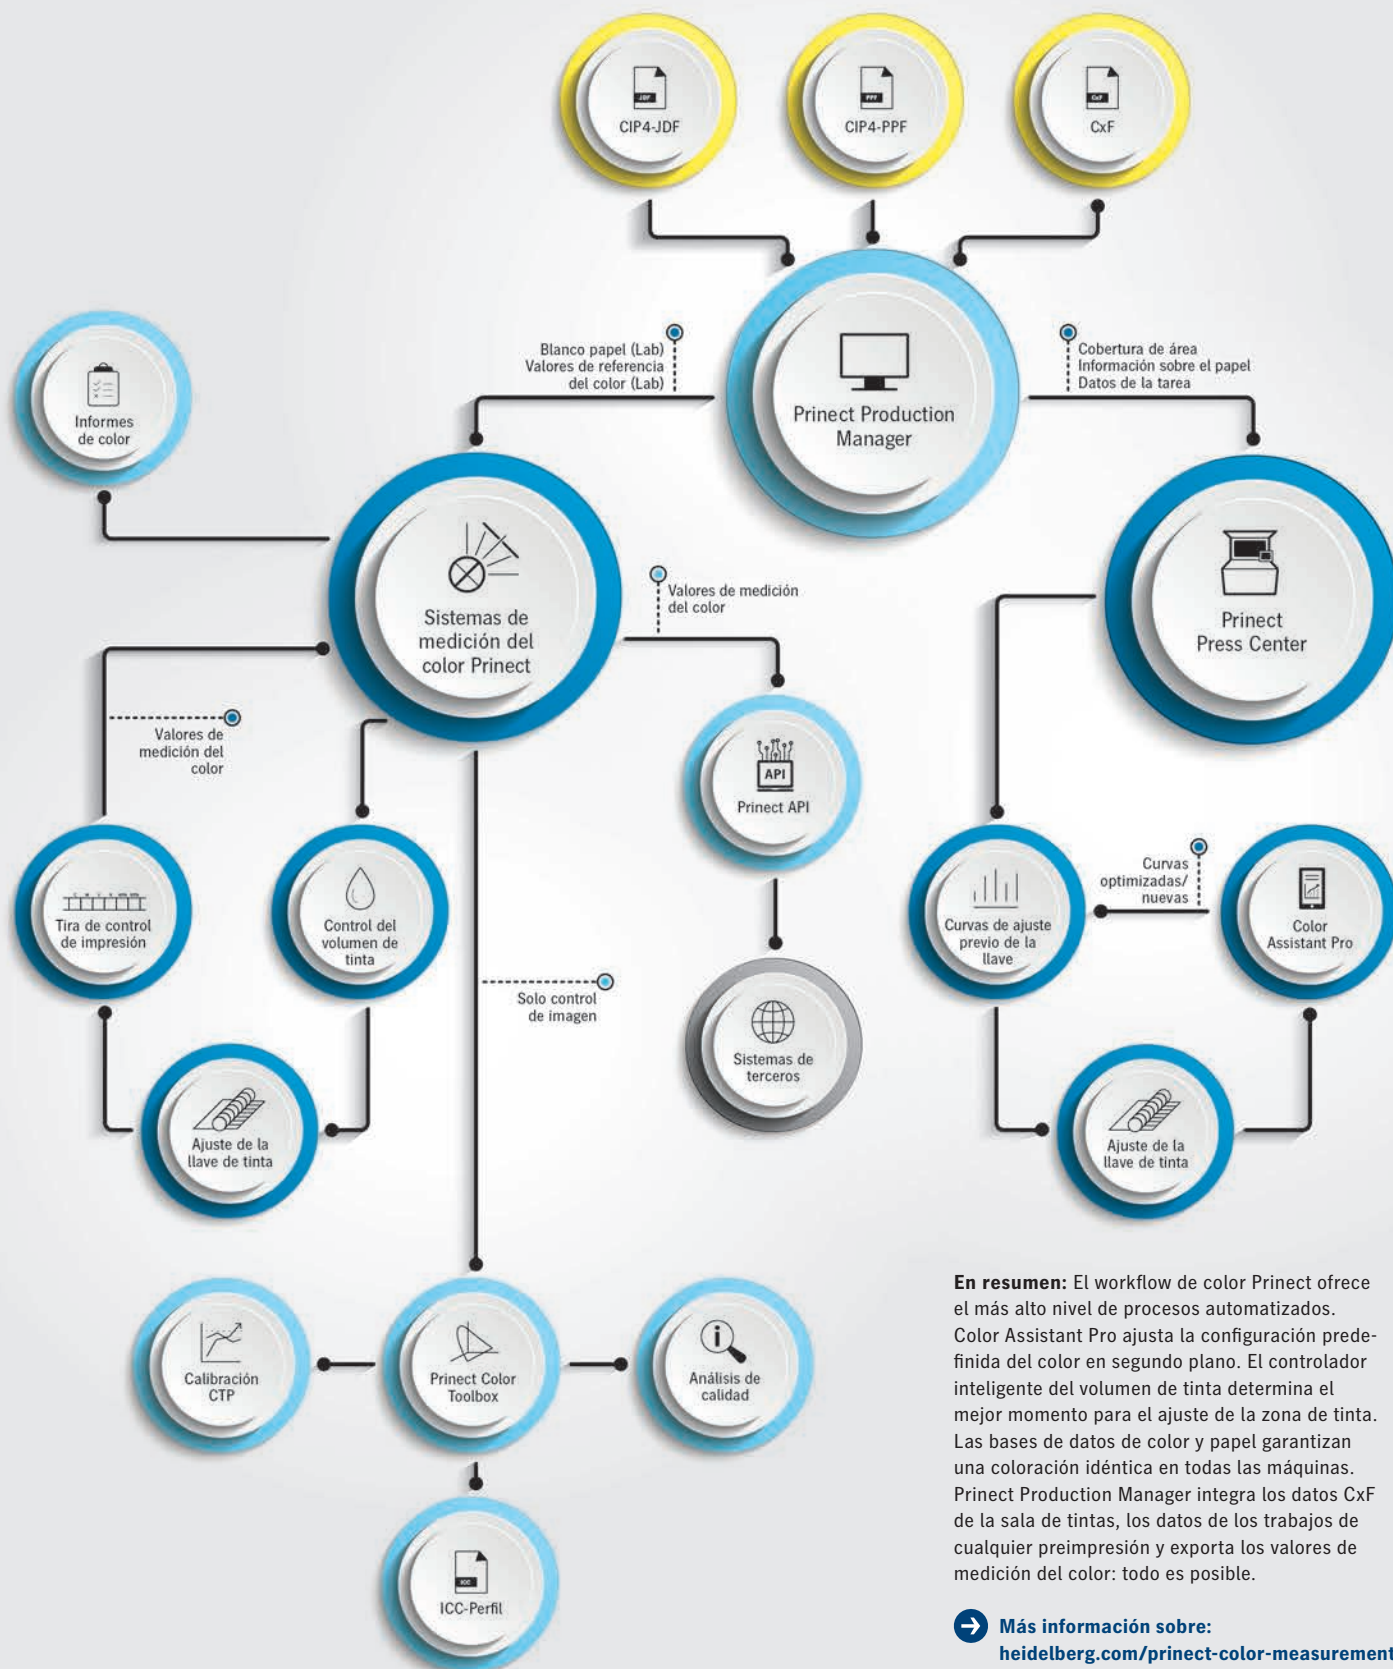 JDF
CIP4-JDF
PPF
CIP4-PPF
CxF
CxF
Blanco papel (Lab)
Valores de referencia
del color (Lab)
Cobertura de área
Información sobre el papel
Datos de la tarea
Prinect Production
Manager
Informes
de color
Sistemas de
medición del
color Prinect
Valores de medición
del color
Prinect
Press Center
Valores de
medición del
color
API
Prinect API
Tira de control
de impresión
Control del
volumen de
tinta
Curvas
optimizadas/
nuevas
Curvas de ajuste
previo de la
llave
Color
Assistant Pro
Solo control
de imagen
Sistemas de
terceros
Ajuste de la
llave de tinta
Ajuste de la
llave de tinta
Calibración
CTP
Prinect Color
Toolbox
Análisis de
calidad
ICC
ICC-Perfil
En resumen: El workflow de color Prinect ofrece
el más alto nivel de procesos automatizados.
Color Assistant Pro ajusta la configuración prede-
finida del color en segundo plano. El controlador
inteligente del volumen de tinta determina el
mejor momento para el ajuste de la zona de tinta.
Las bases de datos de color y papel garantizan
una coloración idéntica en todas las máquinas.
Prinect Production Manager integra los datos CxF
de la sala de tintas, los datos de los trabajos de
cualquier preimpresión y exporta los valores de
medición del color: todo es posible.
Más información sobre:
heidelberg.com/prinect-color-measurement